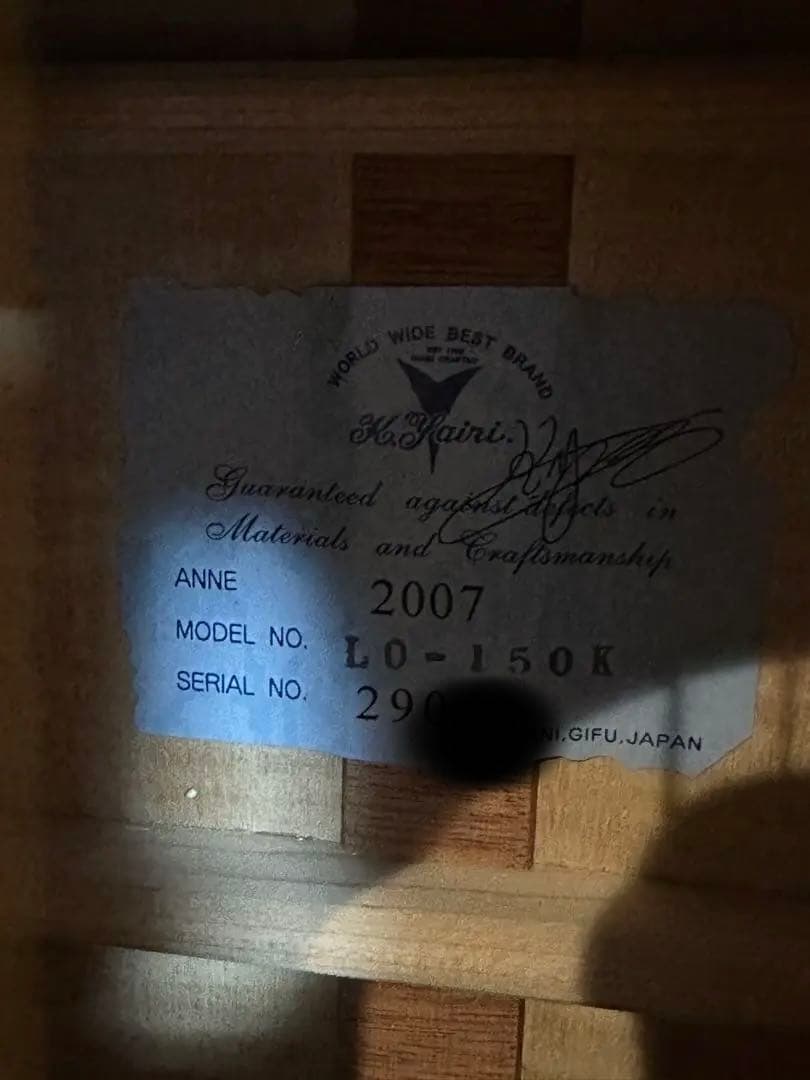 WORLD WIDE BEST BRAND
K.Yairi.
Guaranteed against defects in
Materials and Craftsmanship
ANNE 2007
MODEL NO. LO-150K
SERIAL NO. 290
NI,GIFU,JAPAN